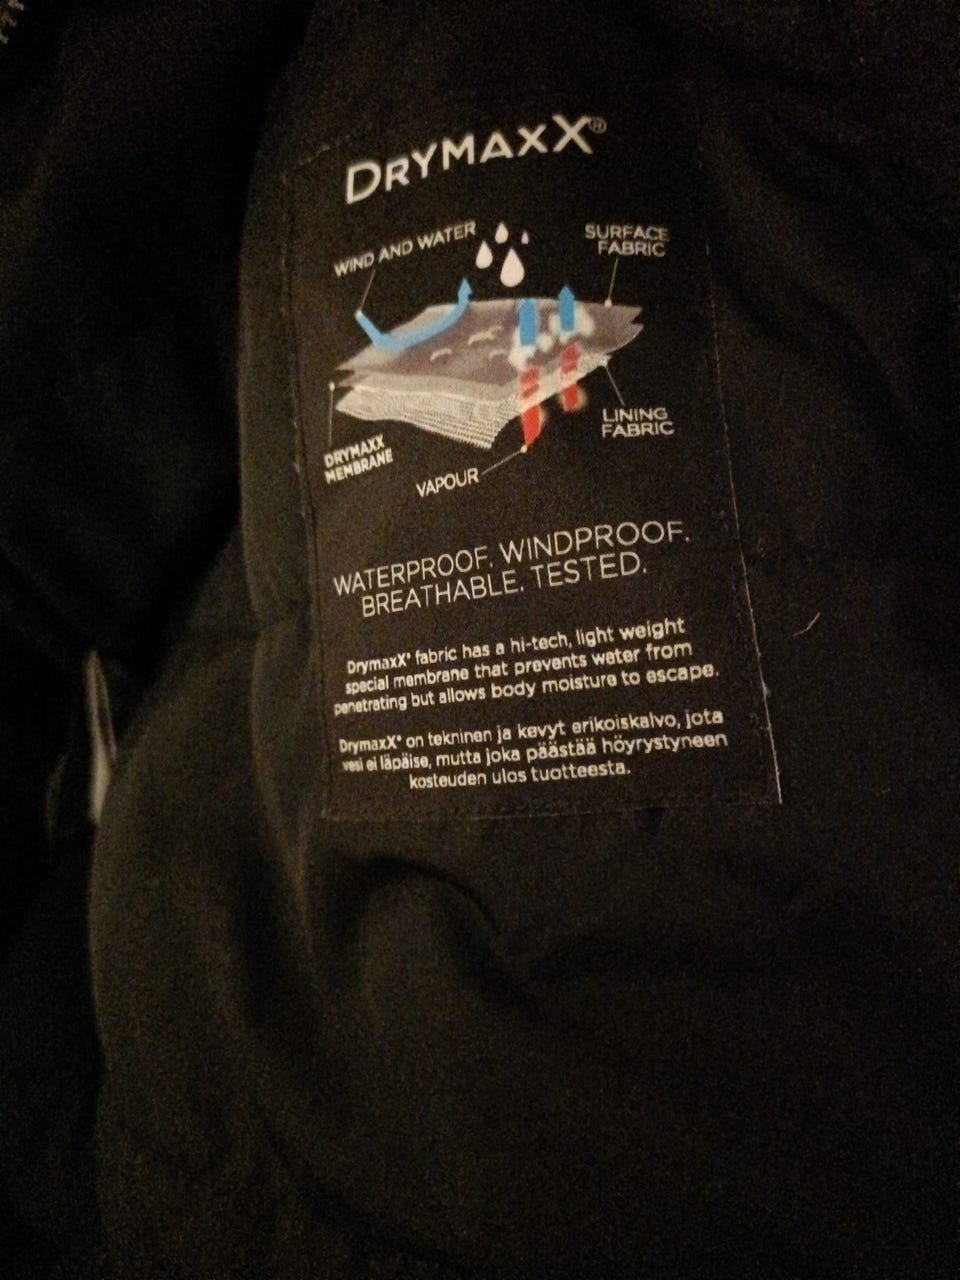 DRYMAXX®
WIND AND WATER
SURFACE
FABRIC
LINING
FABRIC
DRYMAXX
MEMBRANE
VAPOUR
WATERPROOF. WINDPROOF.
BREATHABLE. TESTED.
DrymaxX® fabric has a hi-tech, light weight
special membrane that prevents water from
penetrating but allows body moisture to escape.
DrymaxX® on tekninen ja kevyt erikoiskalvo, jota
vesi ei läpäise, mutta joka päästää höyrystyneen
kosteuden ulos tuotteesta.